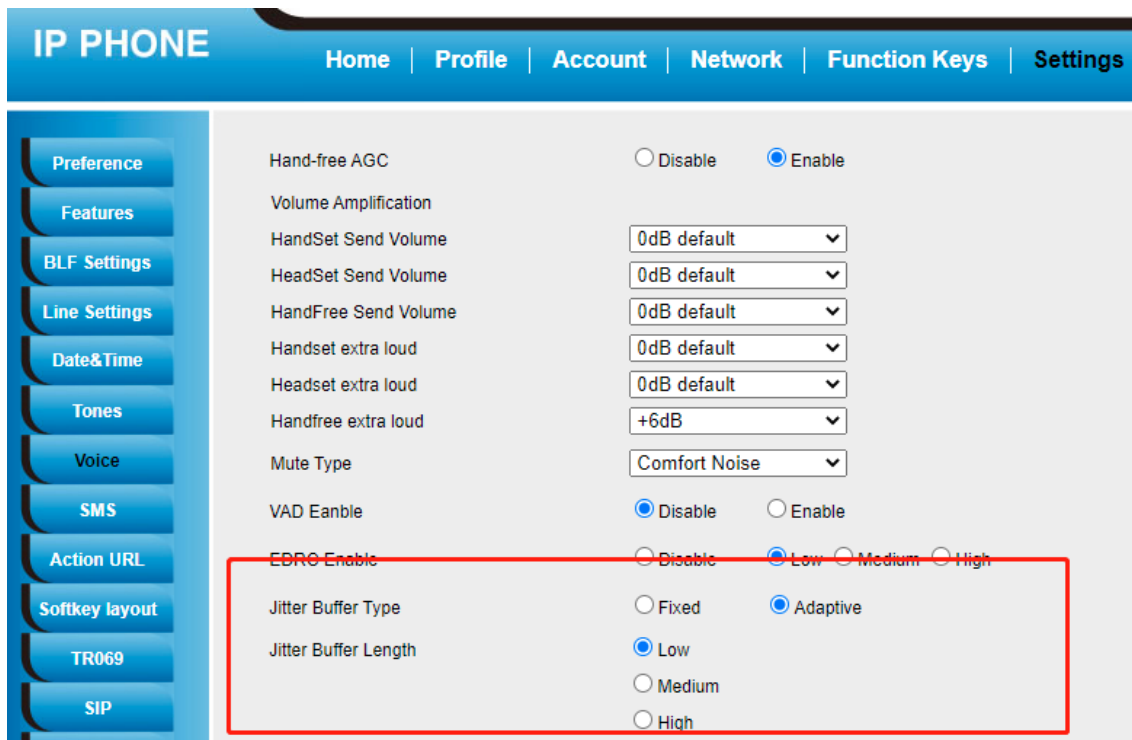 IP PHONE
Home | Profile | Account | Network | Function Keys | Settings
Preference
Features
BLF Settings
Line Settings
Date&Time
Tones
Voice
SMS
Action URL
Softkey layout
TR069
SIP
Hand-free AGC Disable Enable
Volume Amplification
HandSet Send Volume 0dB default
HeadSet Send Volume 0dB default
HandFree Send Volume 0dB default
Handset extra loud 0dB default
Headset extra loud 0dB default
Handfree extra loud +6dB
Mute Type Comfort Noise
VAD Eanble Disable Enable
EDRC Enable Disable Low Medium High
Jitter Buffer Type Fixed Adaptive
Jitter Buffer Length Low
Medium
High